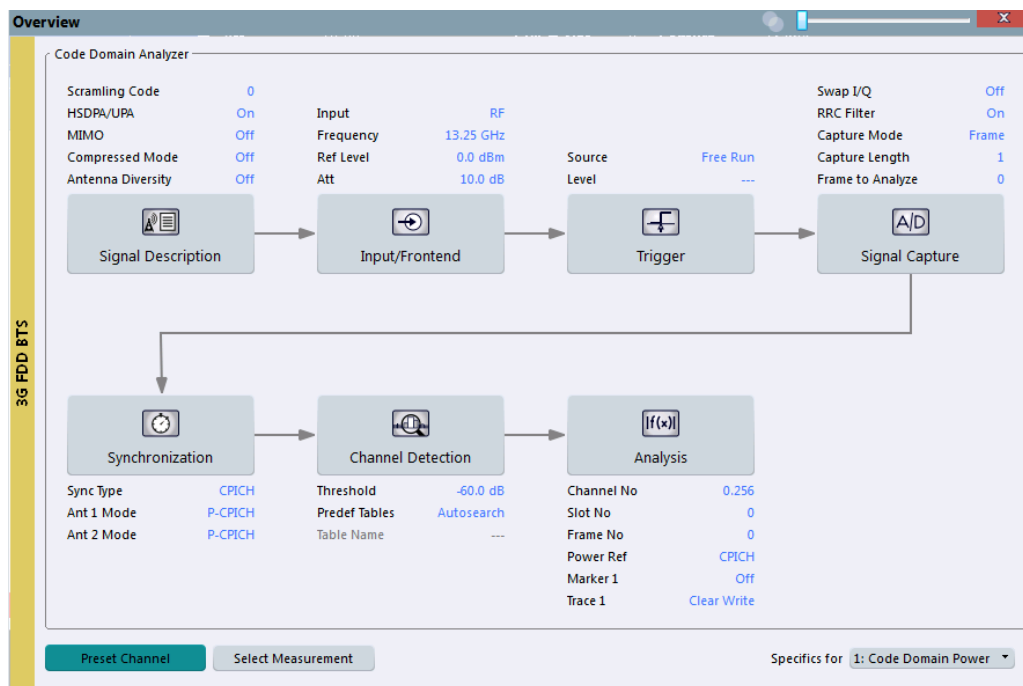 Overview
X
Code Domain Analyzer
Scramling Code 0
HSDPA/UPA On
MIMO Off
Compressed Mode Off
Antenna Diversity Off
Input RF
Frequency 13.25 GHz
Ref Level 0.0 dBm
Att 10.0 dB
Source Free Run
Level ---
Swap I/Q Off
RRC Filter On
Capture Mode Frame
Capture Length 1
Frame to Analyze 0
Signal Description
Input/Frontend
Trigger
A/D
Signal Capture
3G FDD BTS
Synchronization
Channel Detection
|f(x)|
Analysis
Sync Type CPICH
Ant 1 Mode P-CPICH
Ant 2 Mode P-CPICH
Threshold -60.0 dB
Predef Tables Autosearch
Table Name ---
Channel No 0.256
Slot No 0
Frame No 0
Power Ref CPICH
Marker 1 Off
Trace 1 Clear Write
Preset Channel
Select Measurement
Specifics for 1: Code Domain Power